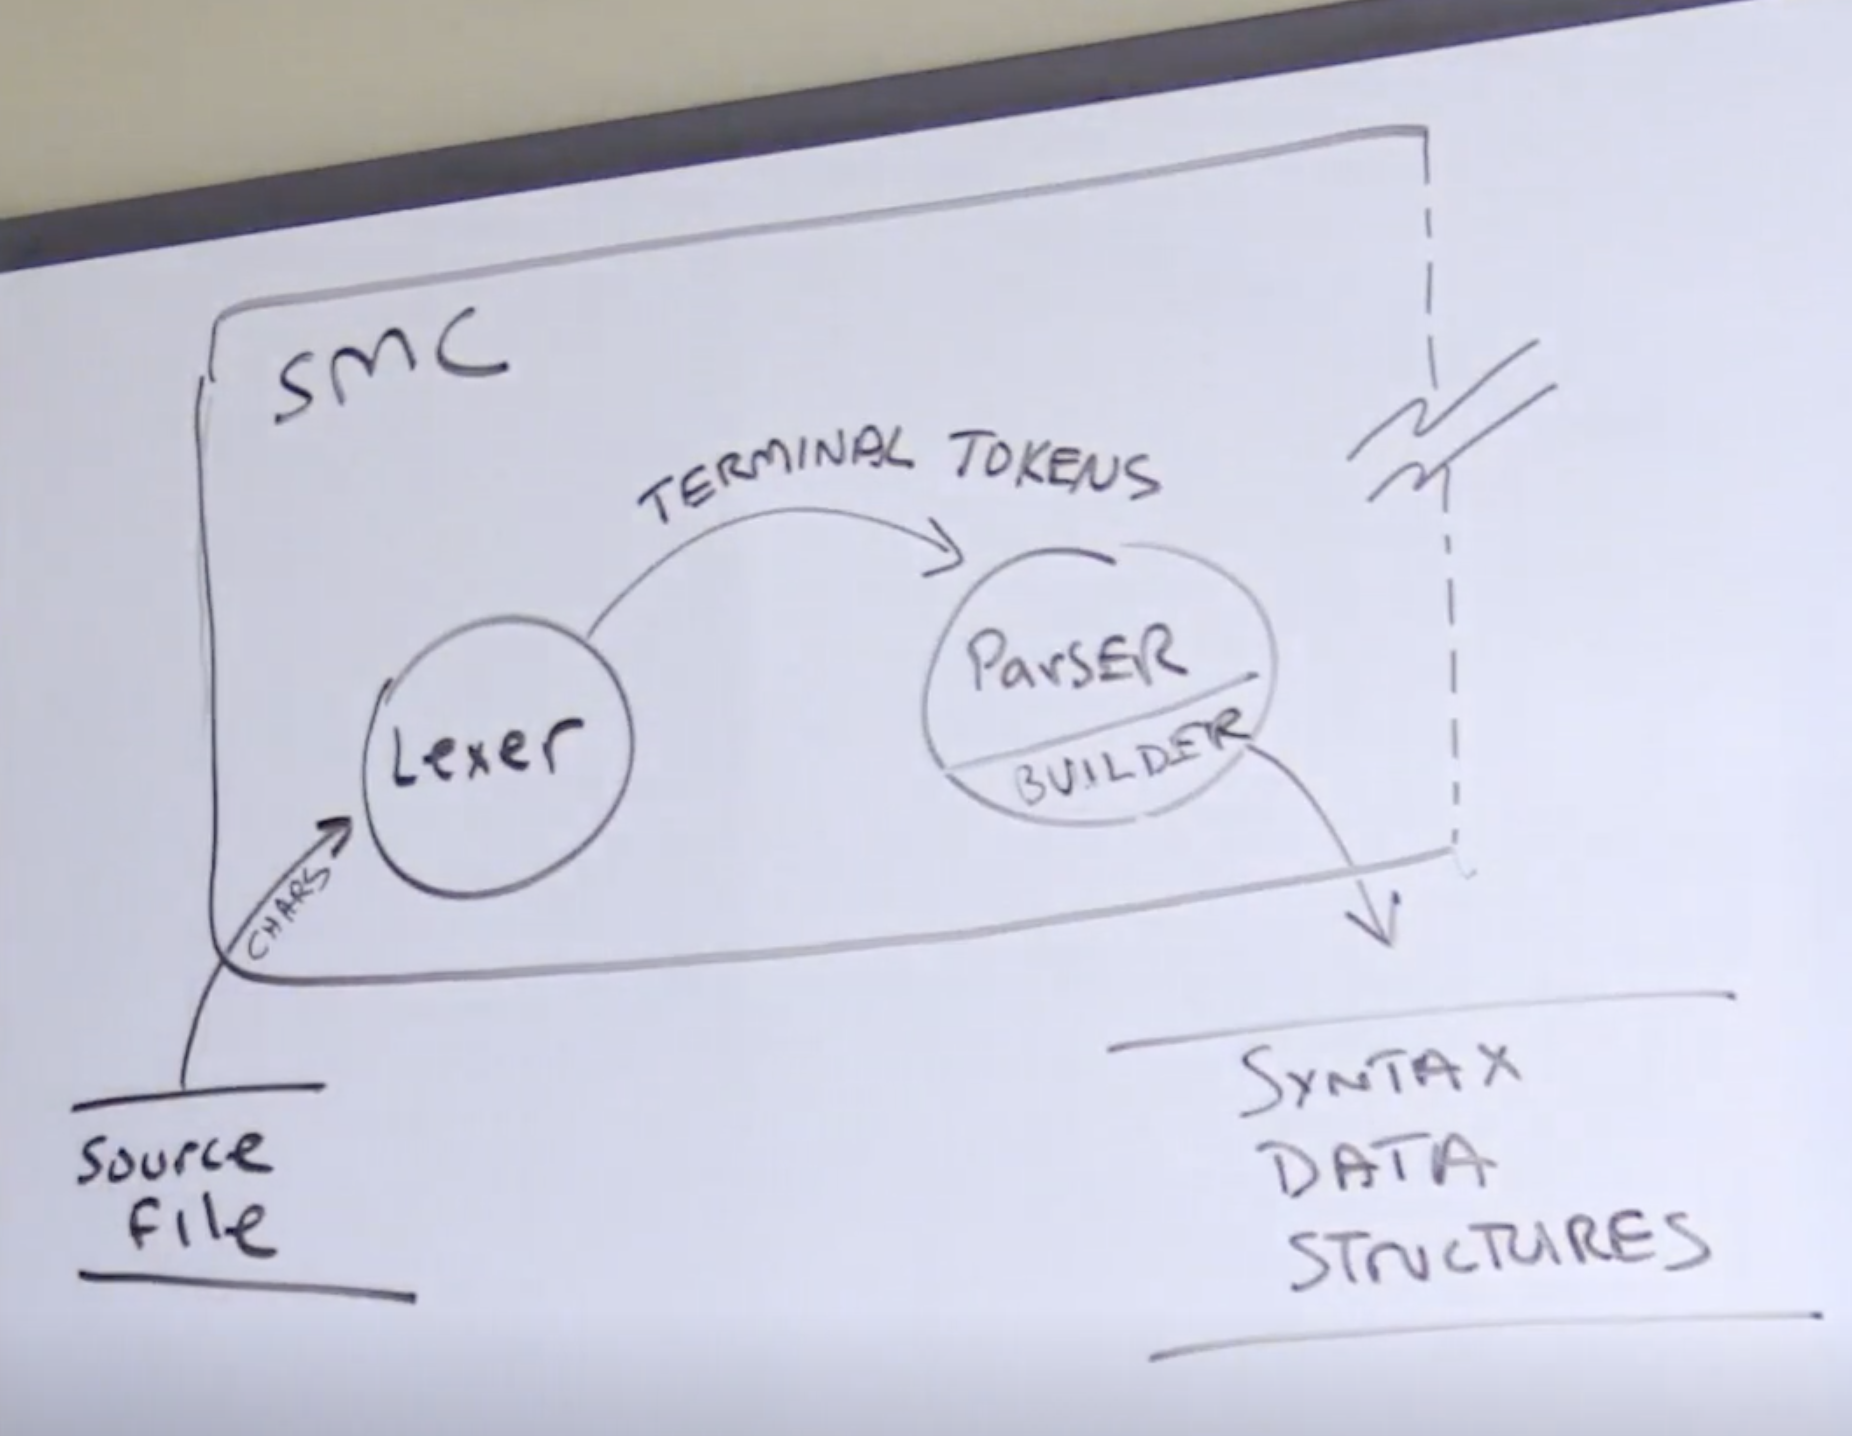 SMC
TERMINAL TOKENS
Lexer
ParsER
BUILDER
CHARS
Source
File
SYNTAX
DATA
STRUCTURES